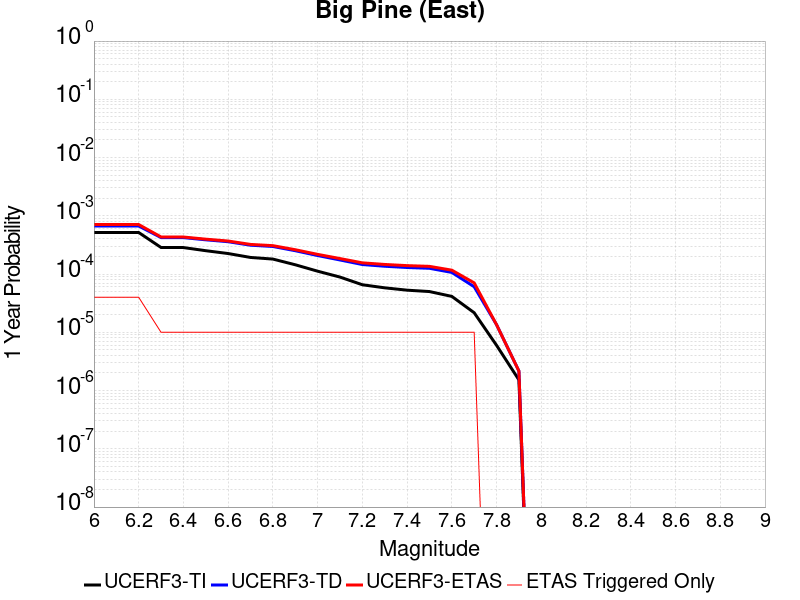 Big Pine (East)
1 Year Probability
10^0
10^-1
10^-2
10^-3
10^-4
10^-5
10^-6
10^-7
10^-8
6 6.2 6.4 6.6 6.8 7 7.2 7.4 7.6 7.8 8 8.2 8.4 8.6 8.8 9
Magnitude
UCERF3-TI UCERF3-TD UCERF3-ETAS ETAS Triggered Only